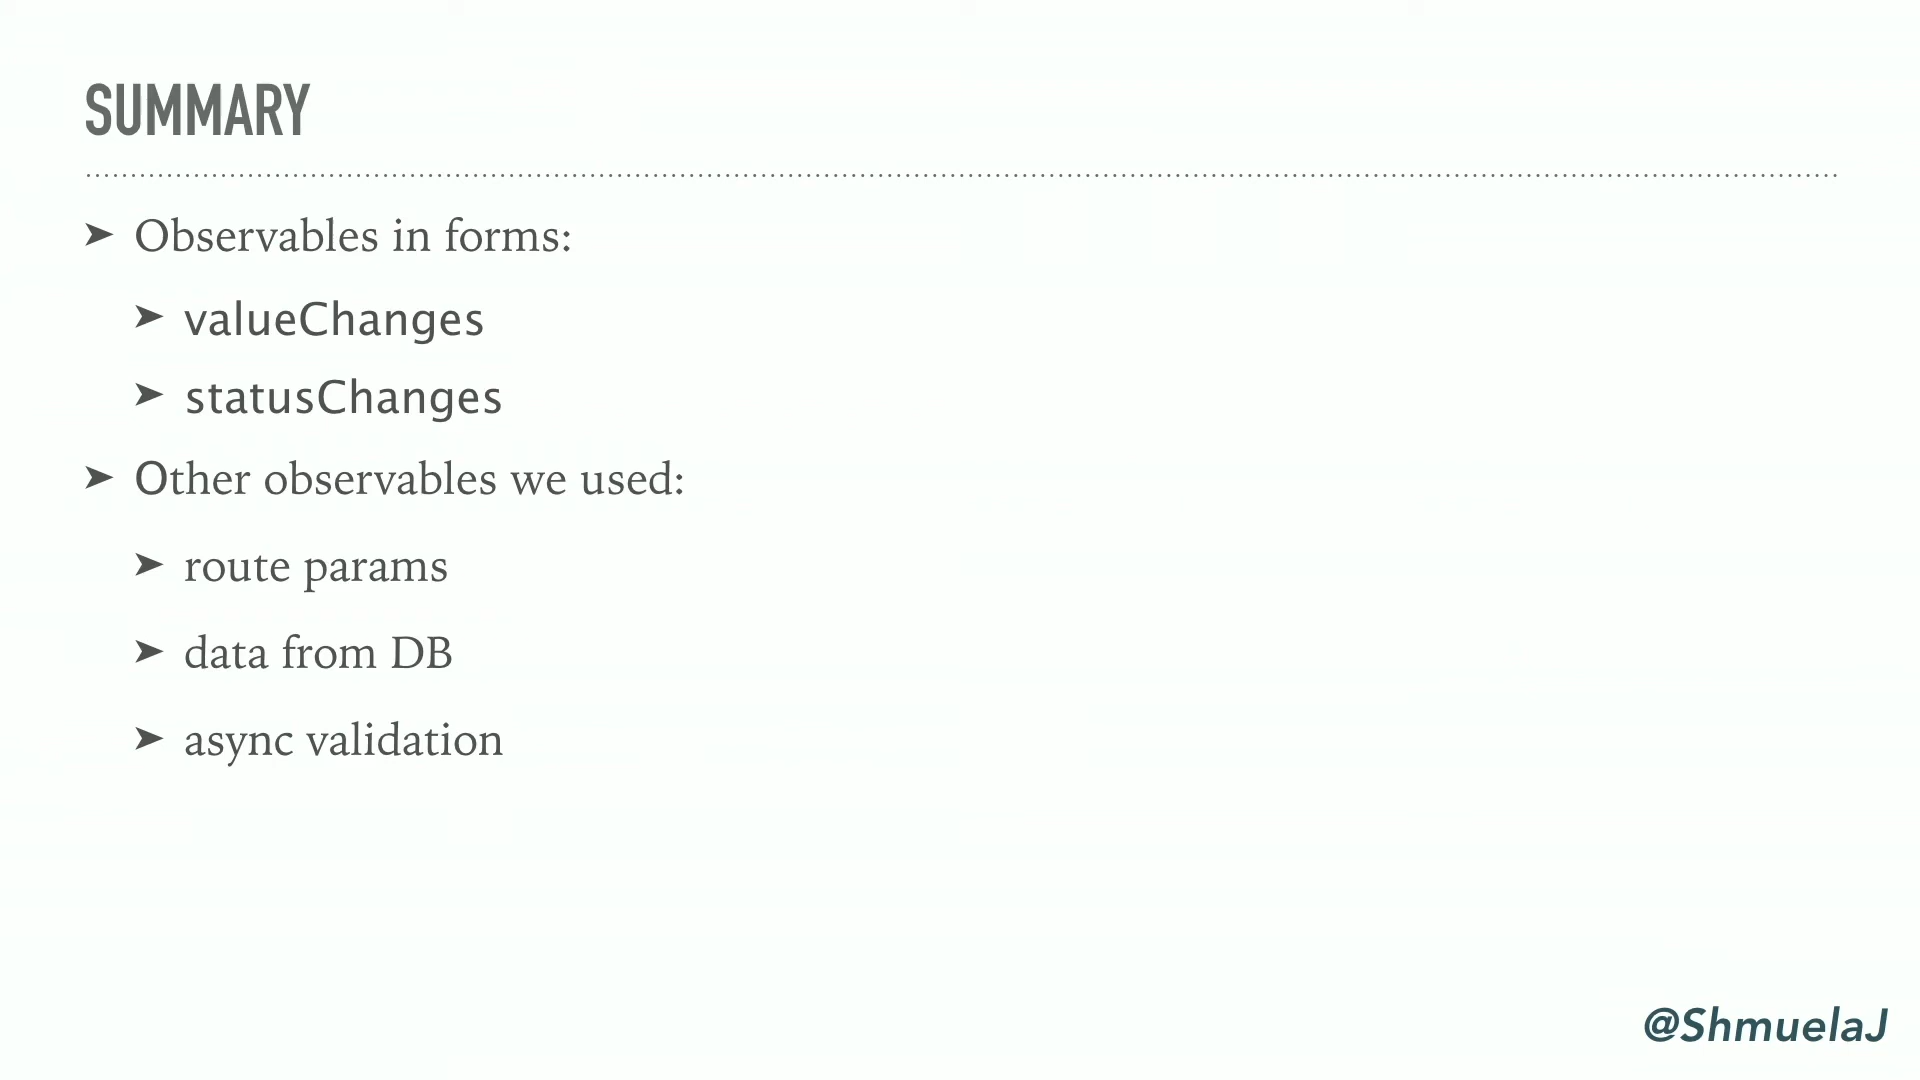 SUMMARY
➤ Observables in forms:
➤ valueChanges
➤ statusChanges
➤ Other observables we used:
➤ route params
➤ data from DB
➤ async validation
@ShmuelaJ